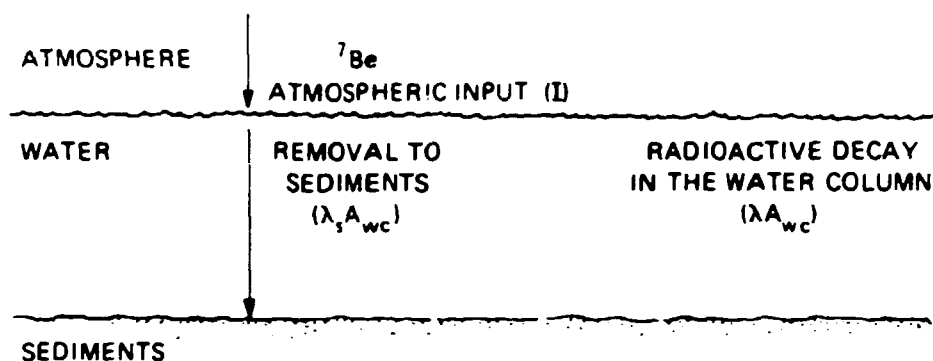 ATMOSPHERE
⁷Be
ATMOSPHERIC INPUT (I)
WATER
REMOVAL TO
SEDIMENTS
(λₛA_wc)
RADIOACTIVE DECAY
IN THE WATER COLUMN
(λA_wc)
SEDIMENTS